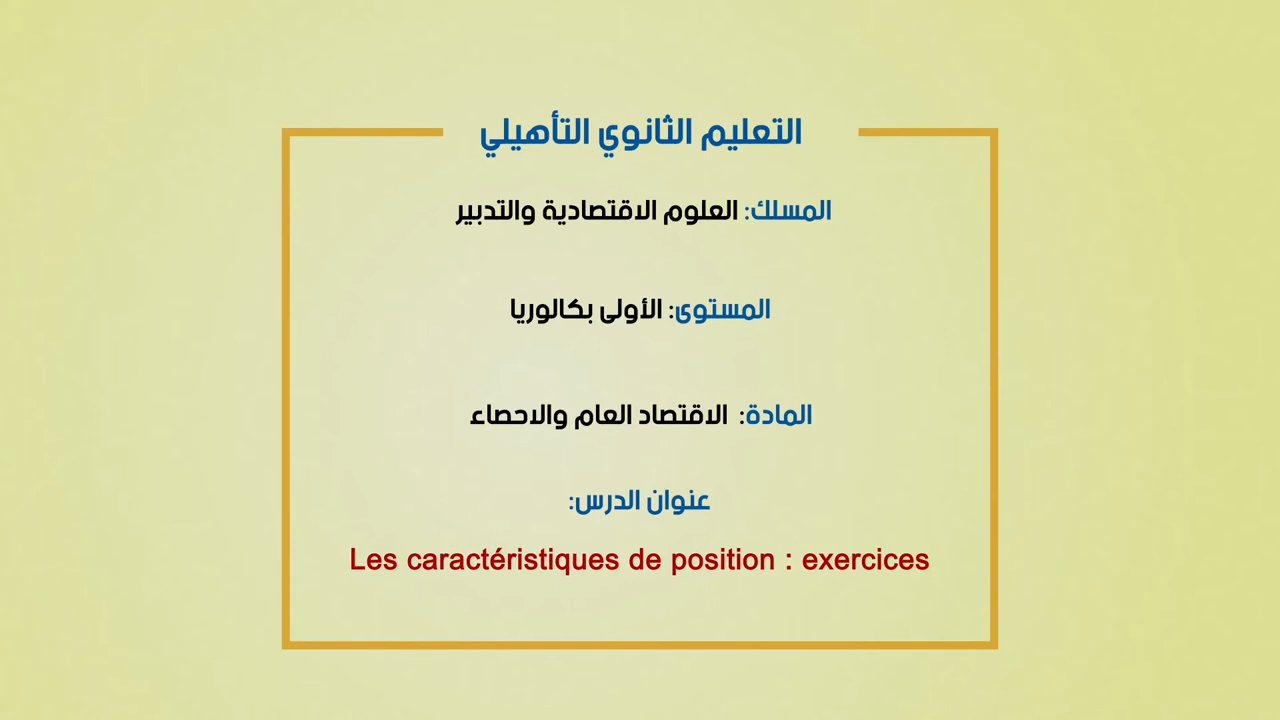 التعليم الثانوي التأهيلي
المسلك: العلوم الاقتصادية والتدبير
المستوى: الأولى بكالوريا
المادة: الاقتصاد العام والاحصاء
عنوان الدرس:
Les caractéristiques de position : exercices